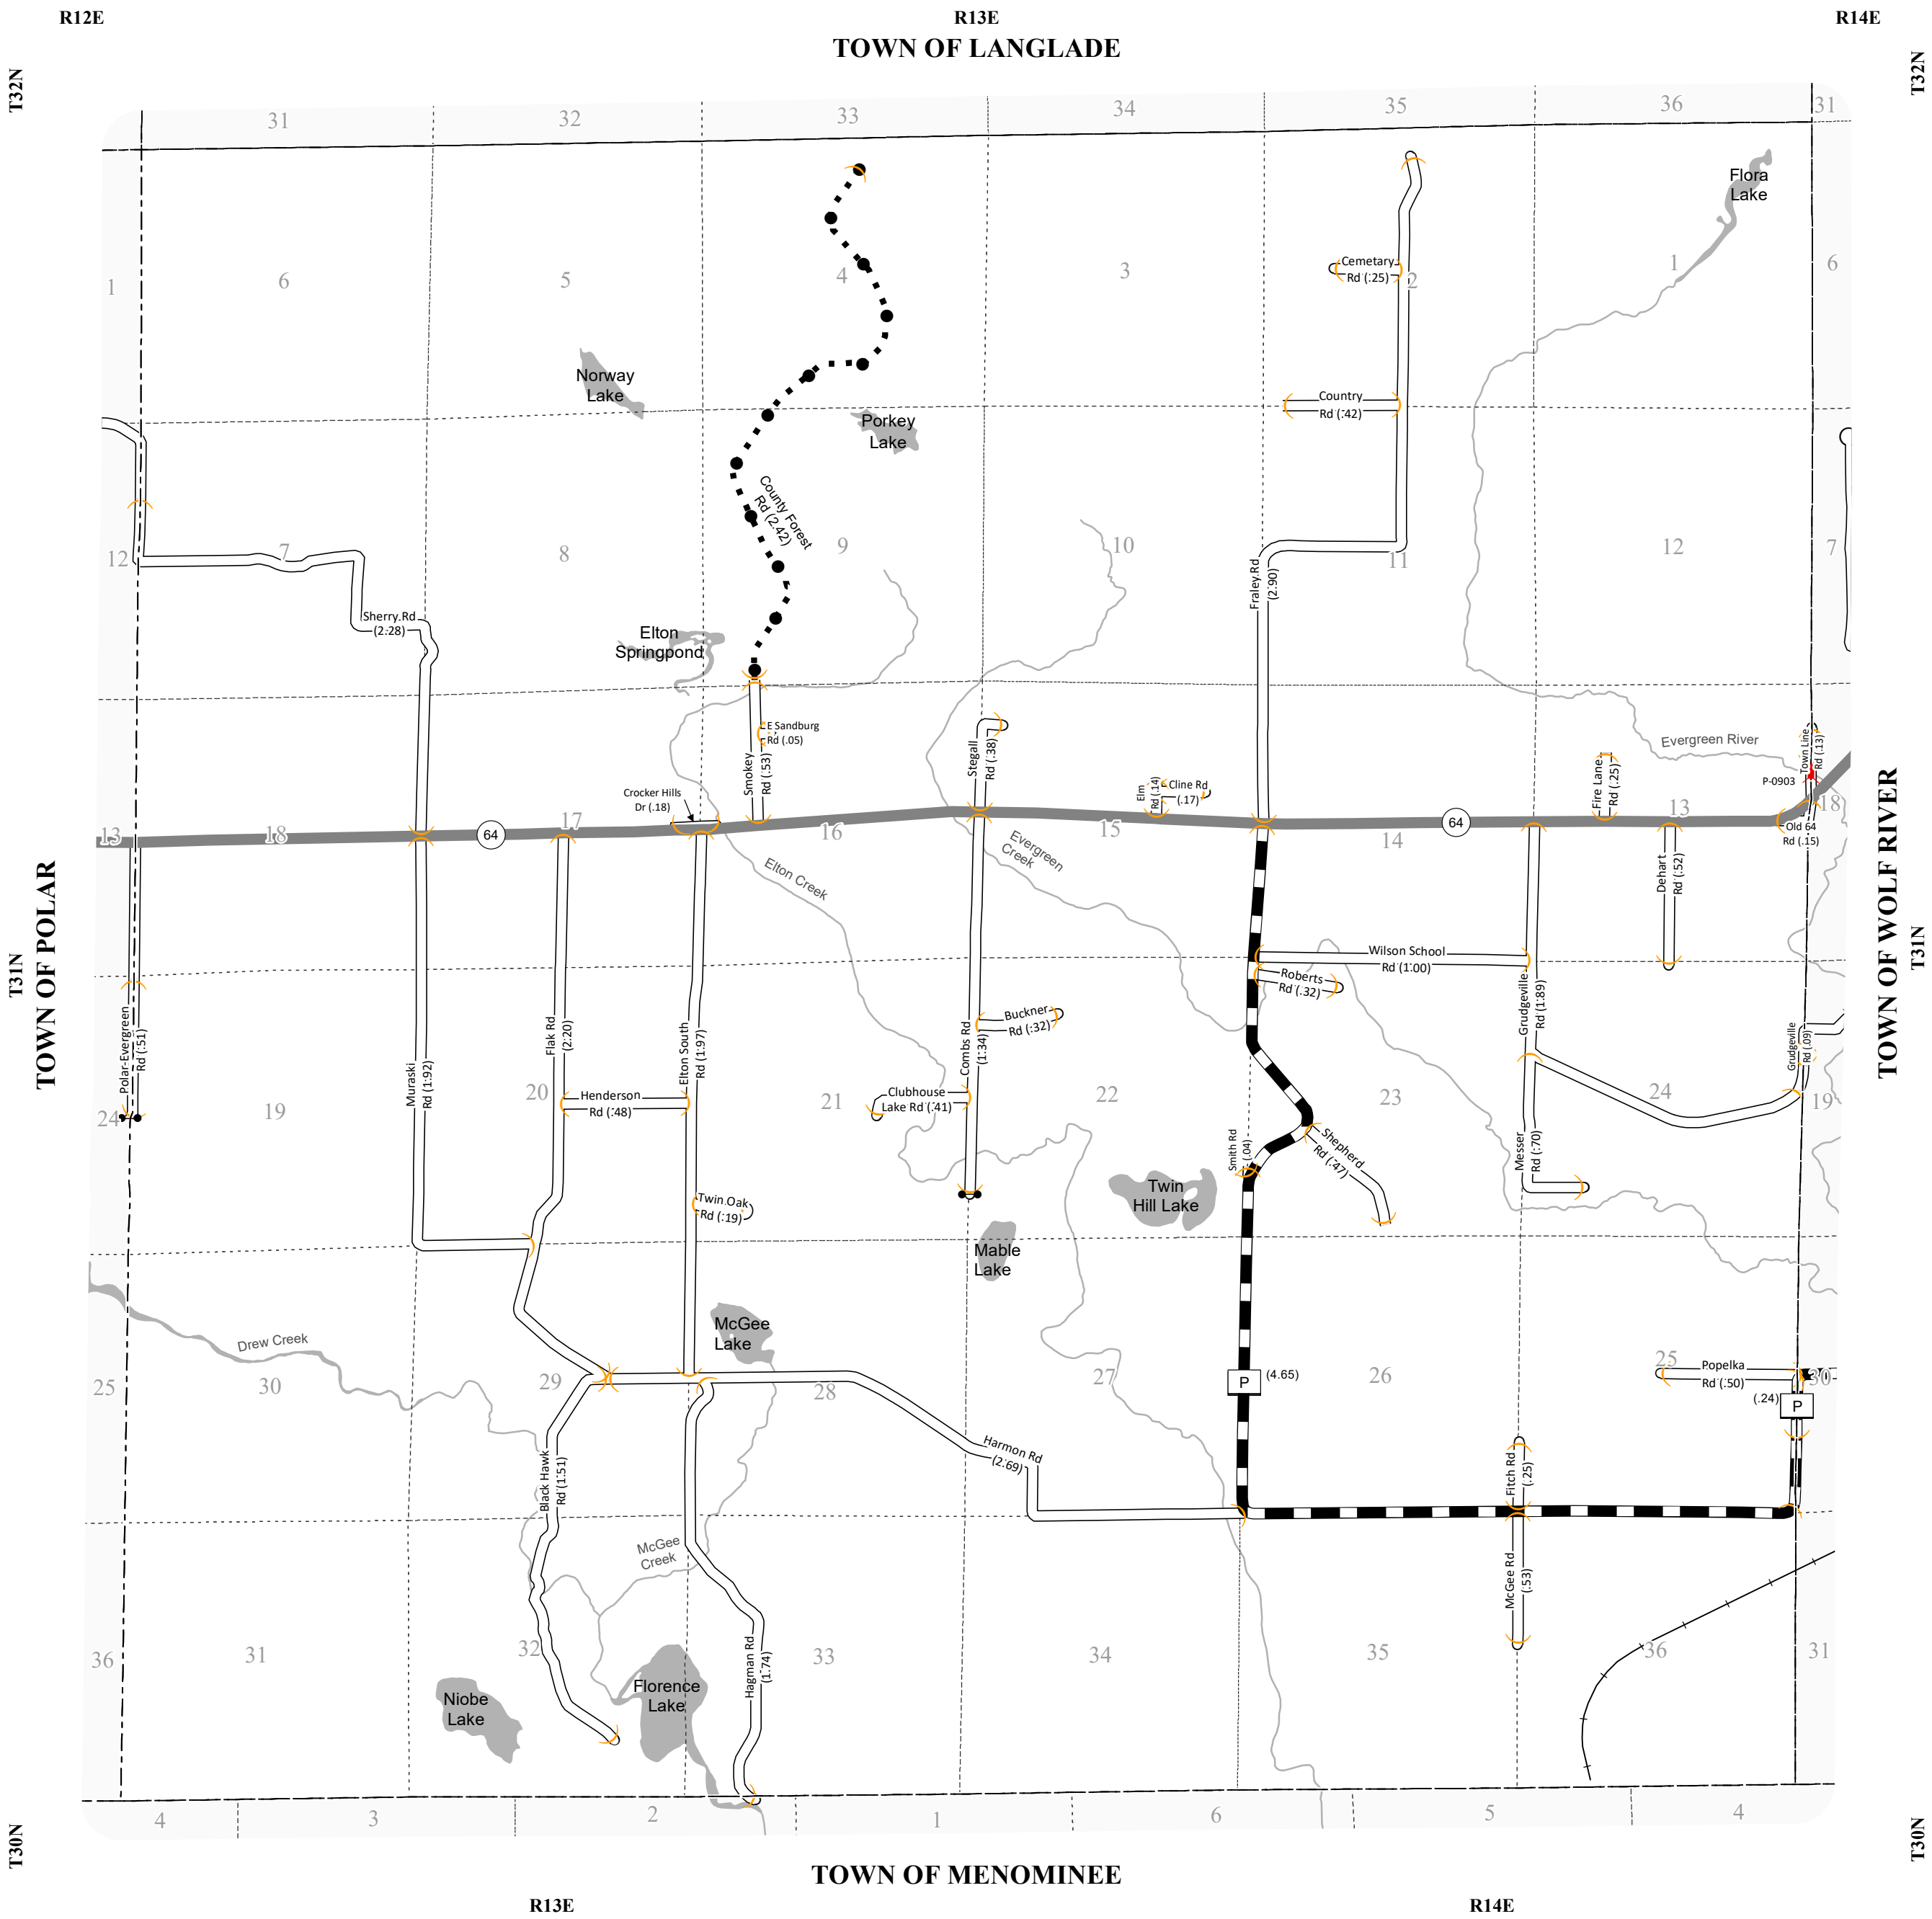 R12E
R13E
R14E
TOWN OF LANGLADE
T32N
T32N
31
32
33
34
35
36
31
Flora
Lake
1
6
5
4
3
Cemetary
Rd (.25)
2
1
6
Norway
Lake
Porkey
Lake
Country
Rd (.42)
County Forest
Rd (2.42)
12
7
8
9
10
11
12
7
Fraley Rd
(2.90)
Sherry Rd
(2.28)
Elton
Springpond
E Sandburg
Rd (.05)
Smokey
Rd (.53)
Stegall
Rd (.38)
Evergreen River
Town Line
Rd (.13)
P-0903
Crocker Hills
Dr (.18)
Elm
Rd (.14)
Cline Rd
(.17)
Fire Lane
Rd (.25)
13
18
64
17
16
15
14
64
13
18
Old 64
Rd (.15)
TOWN OF POLAR
TOWN OF WOLF RIVER
Elton Creek
Evergreen
Creek
Dehart
Rd (.52)
T31N
T31N
Wilson School
Rd (1.00)
Roberts
Rd (.32)
Polar-Evergreen
Rd (.51)
Muraski
Rd (1.92)
Flak Rd
(2.20)
Elton South
Rd (1.97)
Combs Rd
(1.34)
Buckner
Rd (.32)
Grudgeville
Rd (1.89)
Grudgeville
Rd (.09)
24
19
20
Henderson
Rd (.48)
21
Clubhouse
Lake Rd (.41)
22
23
24
19
Smith Rd
(.04)
Shepherd
Rd (.47)
Messer
Rd (.70)
Twin Oak
Rd (.19)
Twin
Hill Lake
Mable
Lake
McGee
Lake
Drew Creek
25
30
29
28
27
P
(4.65)
26
25
Popelka
Rd (.50)
30
(.24)
P
Harmon Rd
(2.69)
Black Hawk
Rd (1.51)
Fitch Rd
(.25)
McGee
Creek
McGee Rd
(.53)
Hagman Rd
(1.74)
36
31
32
33
34
35
36
31
Niobe
Lake
Florence
Lake
4
3
2
1
6
5
4
T30N
T30N
TOWN OF MENOMINEE
R13E
R14E